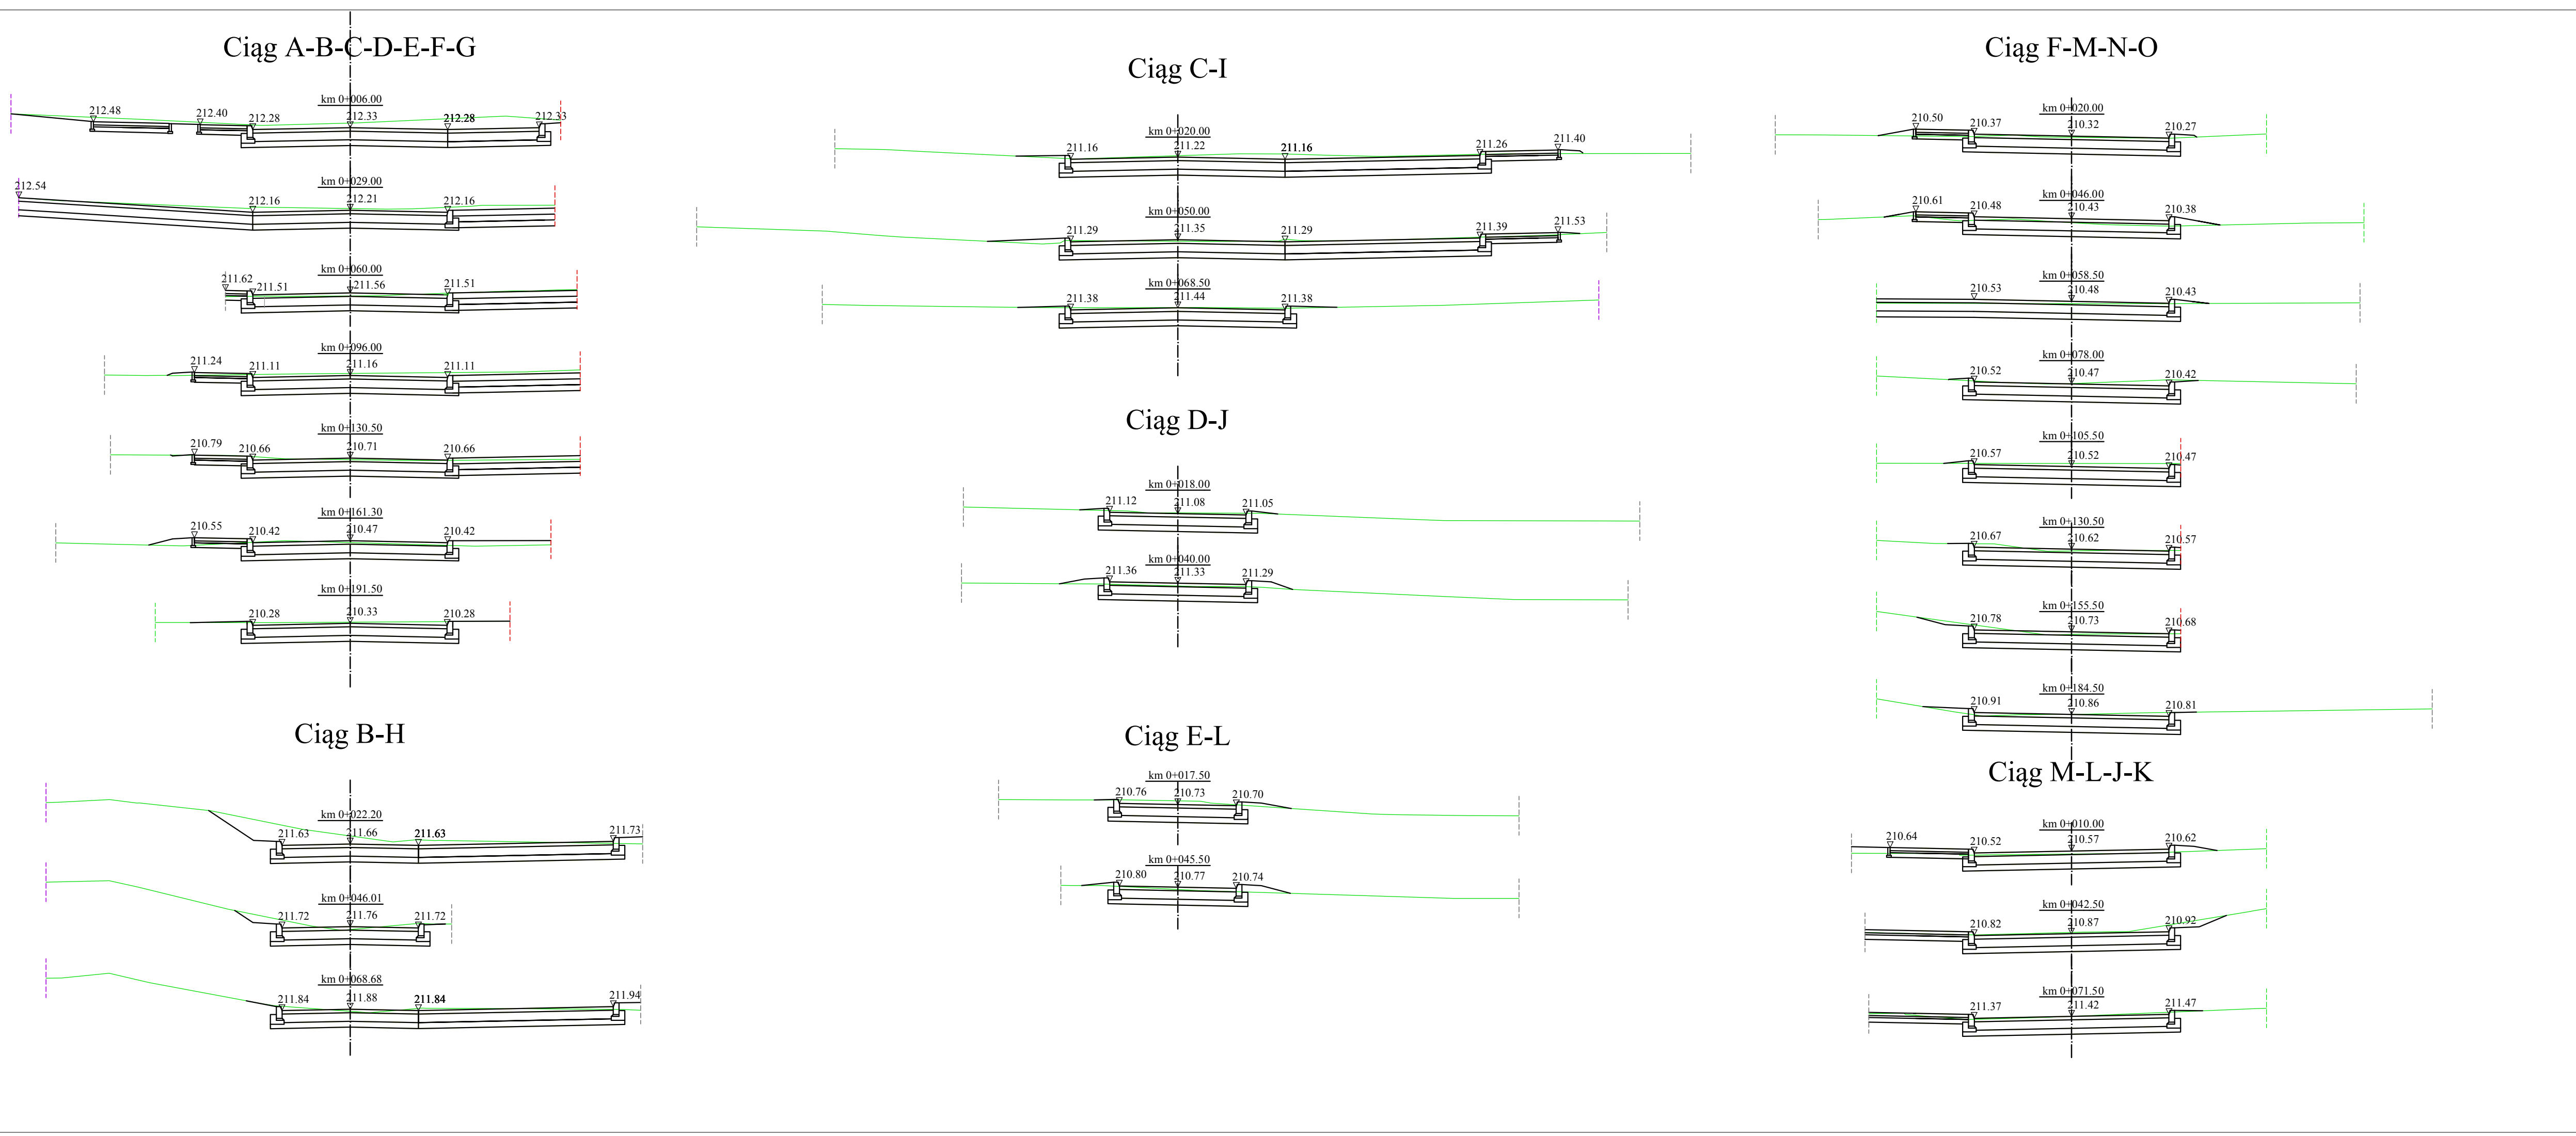 Ciąg A-B-C-D-E-F-G
km 0+006.00
212.48 212.40 212.28 212.33 212.28 212.33
km 0+029.00
212.54 212.16 212.21 212.16
km 0+060.00
211.62 211.51 211.56 211.51
km 0+096.00
211.24 211.11 211.16 211.11
km 0+130.50
210.79 210.66 210.71 210.66
km 0+161.30
210.55 210.42 210.47 210.42
km 0+191.50
210.28 210.33 210.28
Ciąg B-H
km 0+022.20
211.63 211.66 211.63 211.73
km 0+046.01
211.72 211.76 211.72
km 0+068.68
211.84 211.88 211.84 211.94
Ciąg C-I
km 0+020.00
211.16 211.22 211.16 211.26 211.40
km 0+050.00
211.29 211.35 211.29 211.39 211.53
km 0+068.50
211.38 211.44 211.38
Ciąg D-J
km 0+018.00
211.12 211.08 211.05
km 0+040.00
211.36 211.33 211.29
Ciąg E-L
km 0+017.50
210.76 210.73 210.70
km 0+045.50
210.80 210.77 210.74
Ciąg F-M-N-O
km 0+020.00
210.50 210.37 210.32 210.27
km 0+046.00
210.61 210.48 210.43 210.38
km 0+058.50
210.53 210.48 210.43
km 0+078.00
210.52 210.47 210.42
km 0+105.50
210.57 210.52 210.47
km 0+130.50
210.67 210.62 210.57
km 0+155.50
210.78 210.73 210.68
km 0+184.50
210.91 210.86 210.81
Ciąg M-L-J-K
km 0+010.00
210.64 210.52 210.57 210.62
km 0+042.50
210.82 210.87 210.92
km 0+071.50
211.37 211.42 211.47